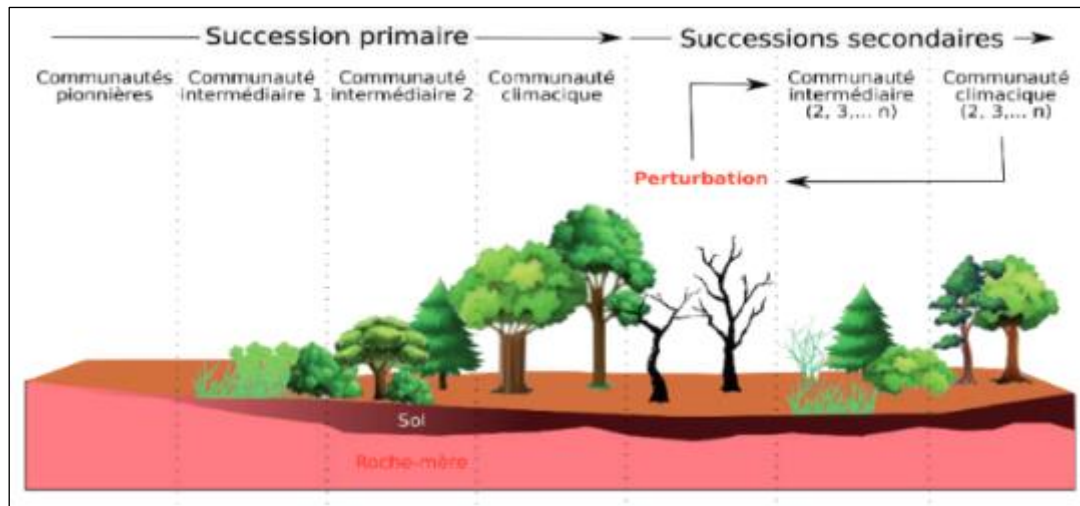 Succession primaire
Successions secondaires
Communautés
pionnières
Communauté
intermédiaire 1
Communauté
intermédiaire 2
Communauté
climacique
Communauté
intermédiaire
(2, 3,... n)
Communauté
climacique
(2, 3,... n)
Perturbation
Sol
Roche-mère